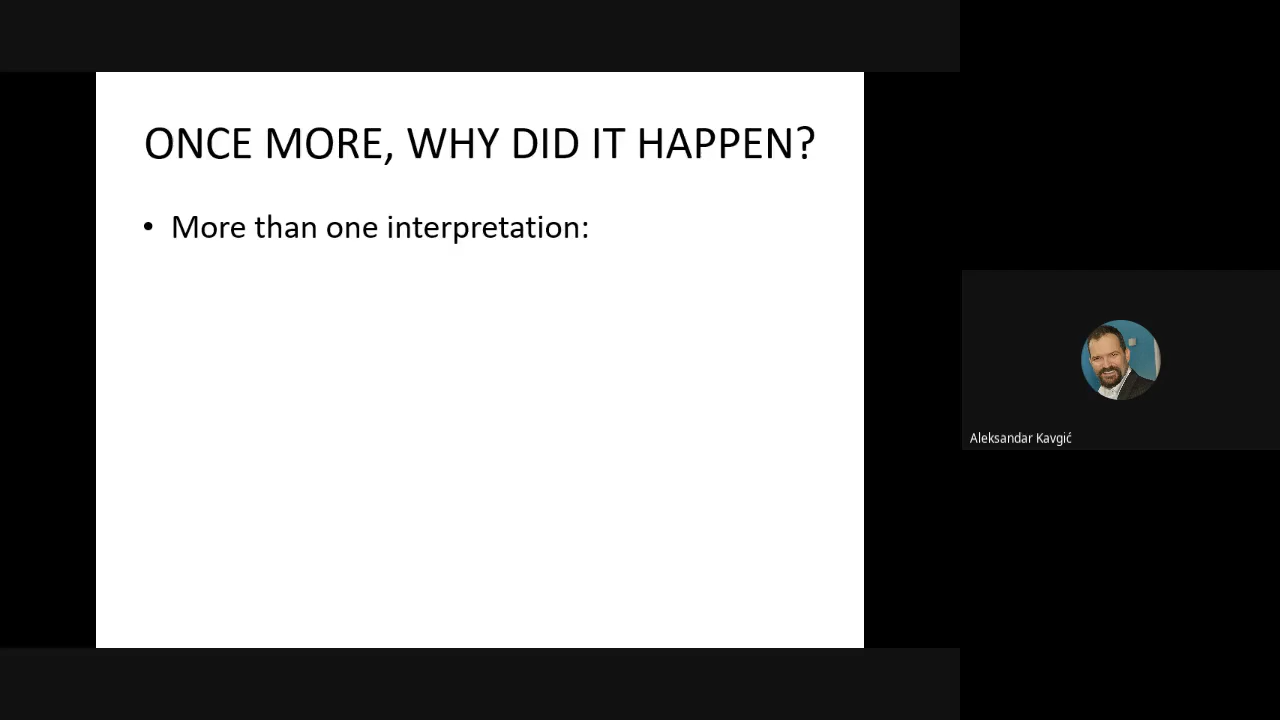 ONCE MORE, WHY DID IT HAPPEN?
• More than one interpretation:
Aleksandar Kavgić